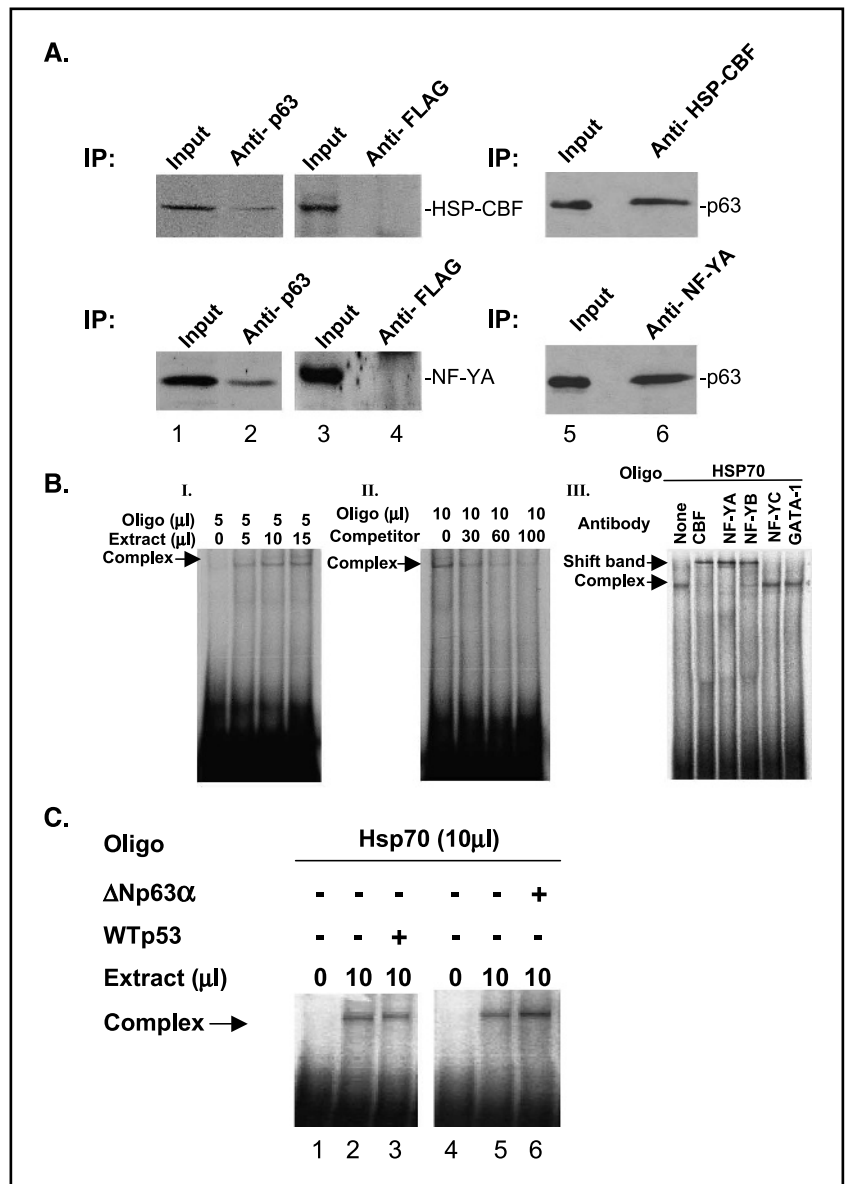 A.
IP: Input Anti- p63 Input Anti- FLAG -HSP-CBF
IP: Input Anti- HSP-CBF -p63
IP: Input Anti- p63 Input Anti- FLAG -NF-YA
IP: Input Anti- NF-YA -p63
1 2 3 4 5 6
B.
I.
Oligo (µl) 5 5 5 5
Extract (µl) 0 5 10 15
Complex
II.
Oligo (µl) 10 10 10 10
Competitor 0 30 60 100
Complex
III.
Oligo HSP70
Antibody None CBF NF-YA NF-YB NF-YC GATA-1
Shift band
Complex
C.
Oligo Hsp70 (10µl)
ΔNp63α - - - - - +
WTp53 - - + - - -
Extract (µl) 0 10 10 0 10 10
Complex
1 2 3 4 5 6